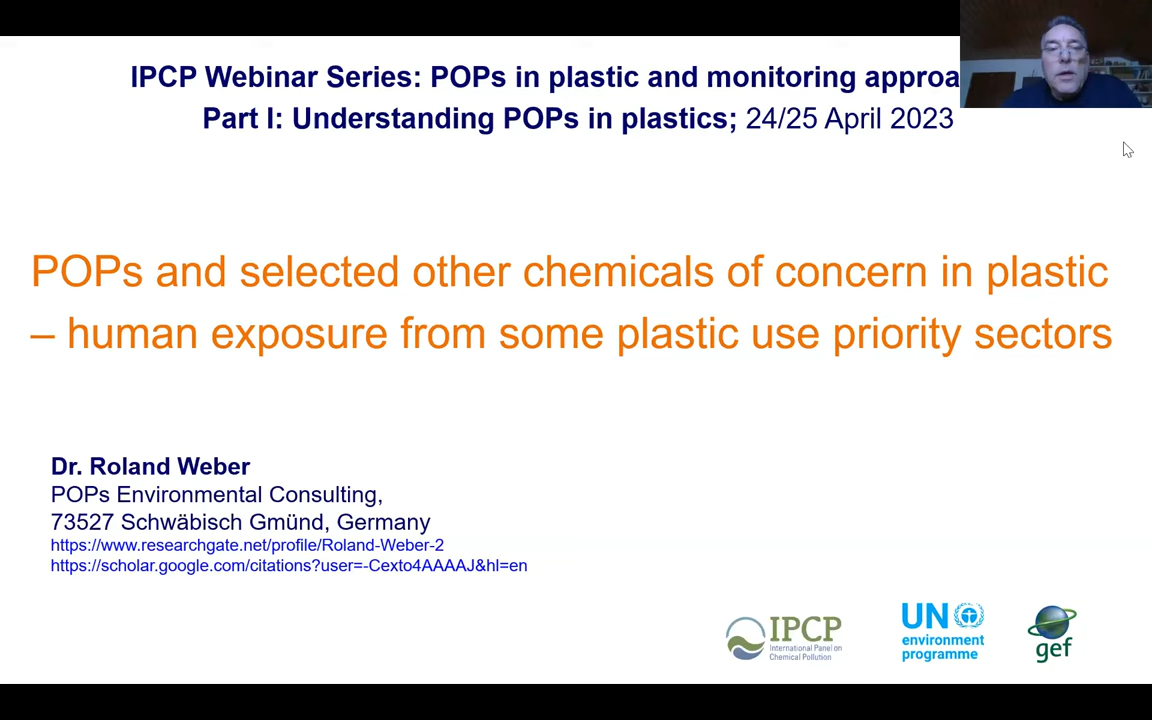 IPCP Webinar Series: POPs in plastic and monitoring approa
Part I: Understanding POPs in plastics; 24/25 April 2023
POPs and selected other chemicals of concern in plastic
– human exposure from some plastic use priority sectors
Dr. Roland Weber
POPs Environmental Consulting,
73527 Schwäbisch Gmünd, Germany
https://www.researchgate.net/profile/Roland-Weber-2
https://scholar.google.com/citations?user=-Cexto4AAAAJ&hl=en
IPCP
International Panel on
Chemical Pollution
UN
environment
programme
gef